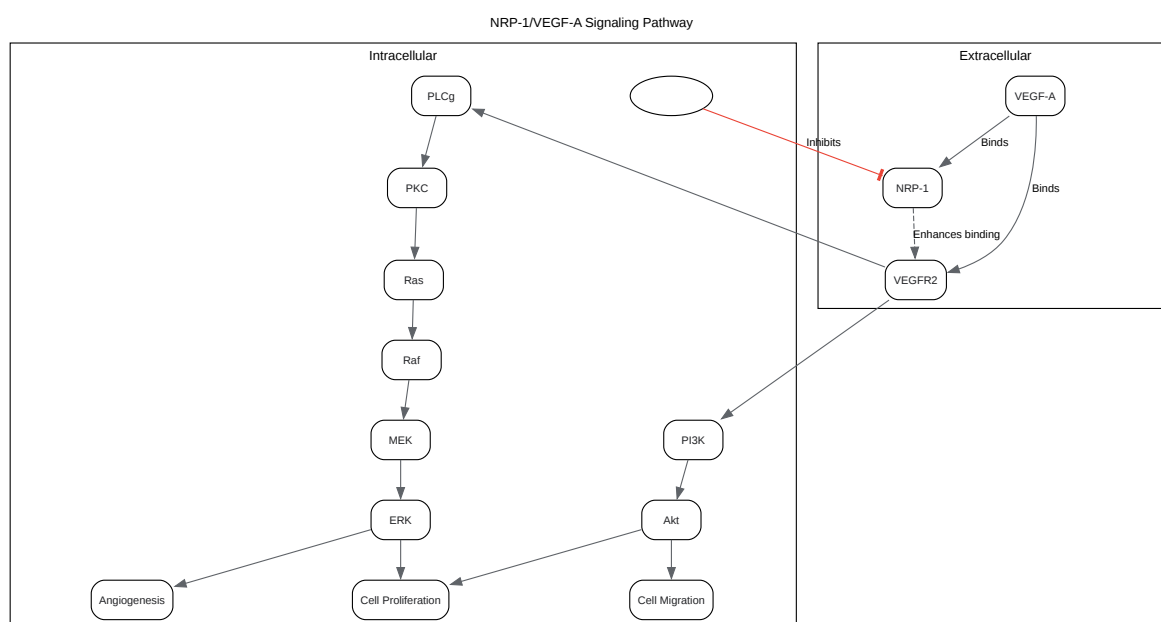 NRP-1/VEGF-A Signaling Pathway
Intracellular
Extracellular
PLCg
VEGF-A
Inhibits
Binds
PKC
NRP-1
Binds
Enhances binding
Ras
VEGFR2
Raf
MEK
PI3K
ERK
Akt
Angiogenesis
Cell Proliferation
Cell Migration